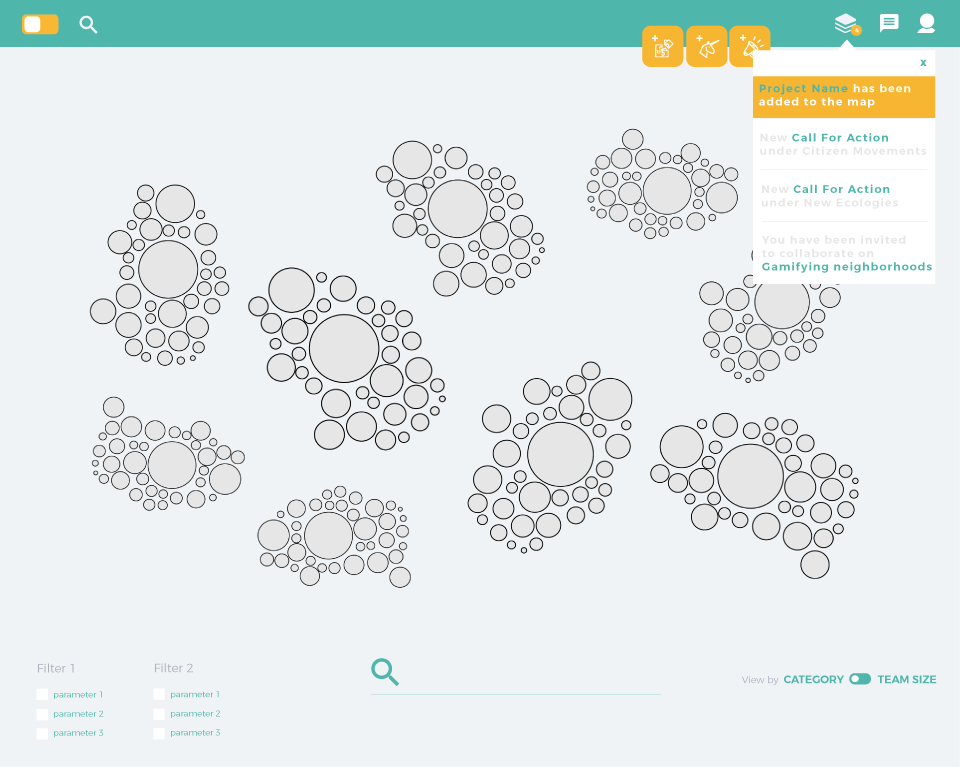 4
x
Project Name has been
added to the map
New Call For Action
under Citizen Movements
New Call For Action
under New Ecologies
You have been invited
to collaborate on
Gamifying neighborhoods
Filter 1
parameter 1
parameter 2
parameter 3
Filter 2
parameter 1
parameter 2
parameter 3
View by CATEGORY TEAM SIZE